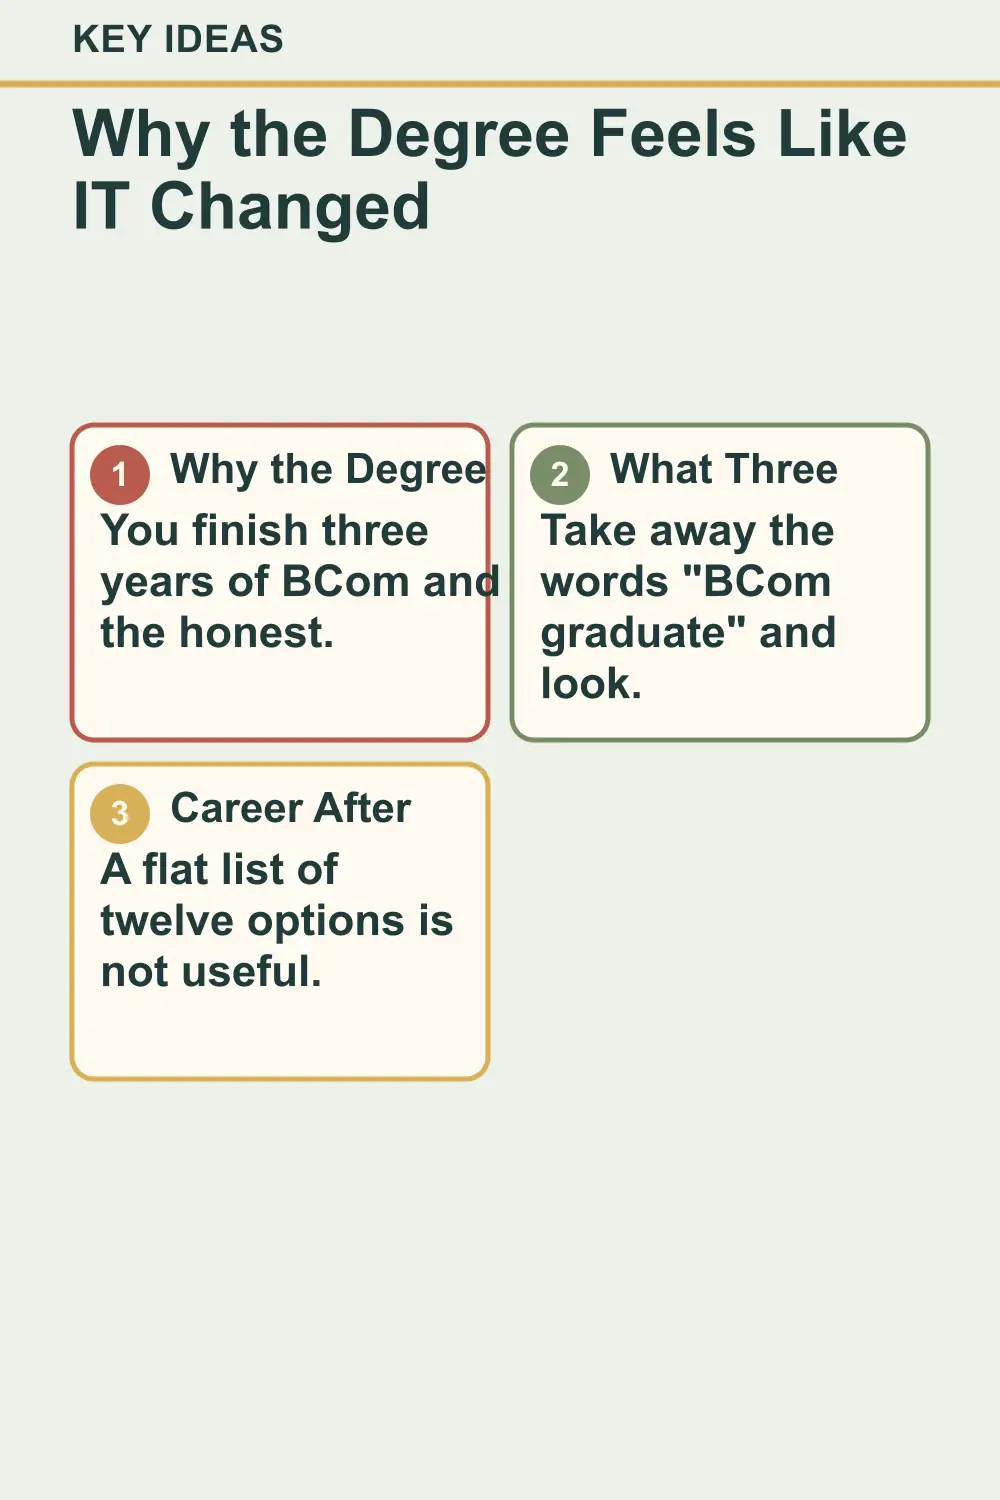 KEY IDEAS
Why the Degree Feels Like
IT Changed
1
Why the Degree
You finish three
years of BCom and
the honest.
2
What Three
Take away the
words "BCom
graduate" and
look.
3
Career After
A flat list of
twelve options is
not useful.